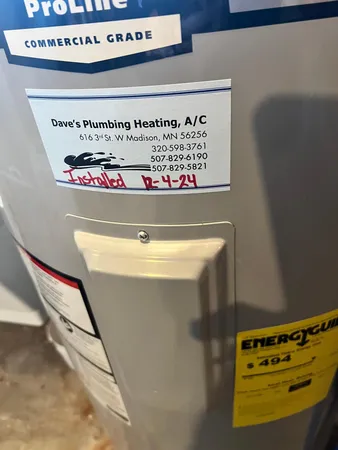 ProLine
COMMERCIAL GRADE
Dave's Plumbing Heating, A/C
616 3rd St. W Madison, MN 56256
320-598-3761
507-829-6190
507-829-5821
Installed 12-4-24
ENERGYGUI
$494